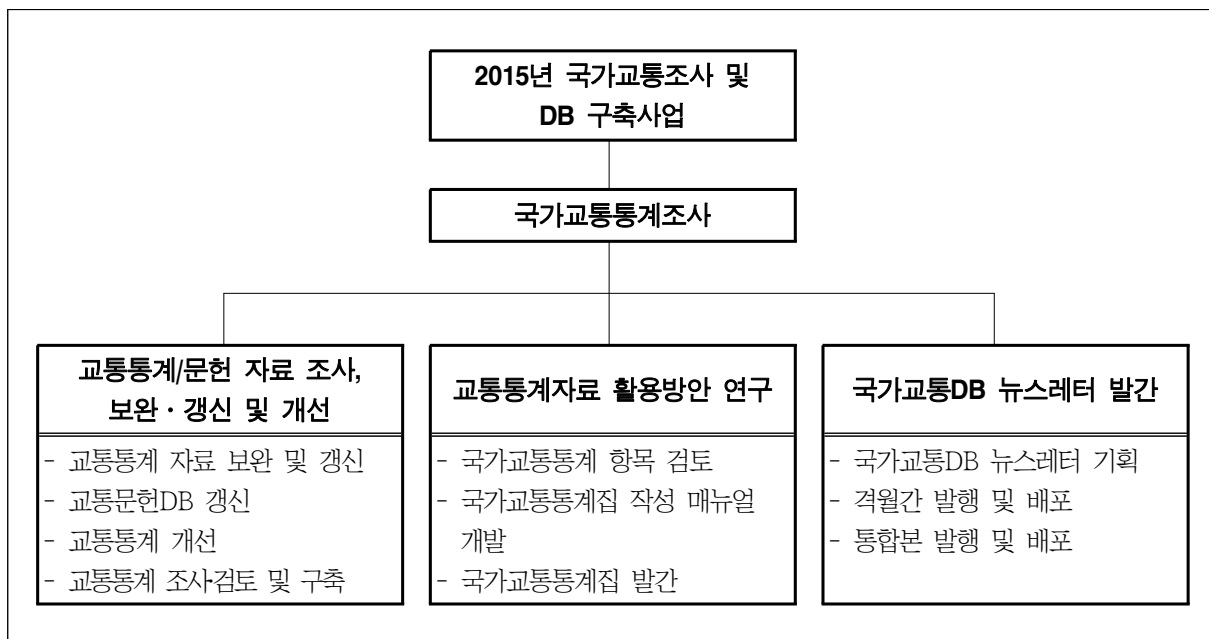 2015년 국가교통조사 및
DB 구축사업
국가교통통계조사
교통통계/문헌 자료 조사,
보완·갱신 및 개선
- 교통통계 자료 보완 및 갱신
- 교통문헌DB 갱신
- 교통통계 개선
- 교통통계 조사·검토 및 구축
교통통계자료 활용방안 연구
- 국가교통통계 항목 검토
- 국가교통통계집 작성 매뉴얼
개발
- 국가교통통계집 발간
국가교통DB 뉴스레터 발간
- 국가교통DB 뉴스레터 기획
- 격월간 발행 및 배포
- 통합본 발행 및 배포